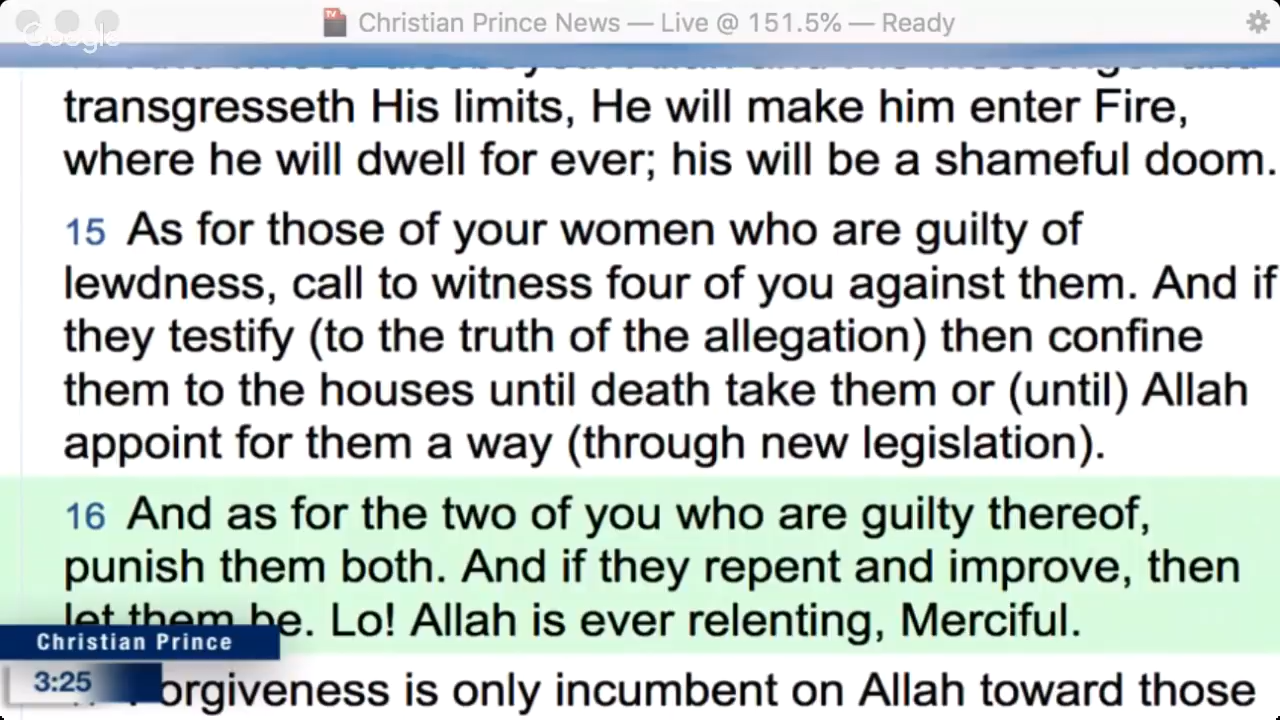 Christian Prince News — Live @ 151.5% — Ready
Google
transgresseth His limits, He will make him enter Fire,
where he will dwell for ever; his will be a shameful doom.
15 As for those of your women who are guilty of
lewdness, call to witness four of you against them. And if
they testify (to the truth of the allegation) then confine
them to the houses until death take them or (until) Allah
appoint for them a way (through new legislation).
16 And as for the two of you who are guilty thereof,
punish them both. And if they repent and improve, then
let them be. Lo! Allah is ever relenting, Merciful.
Christian Prince
3:25
orgiveness is only incumbent on Allah toward those